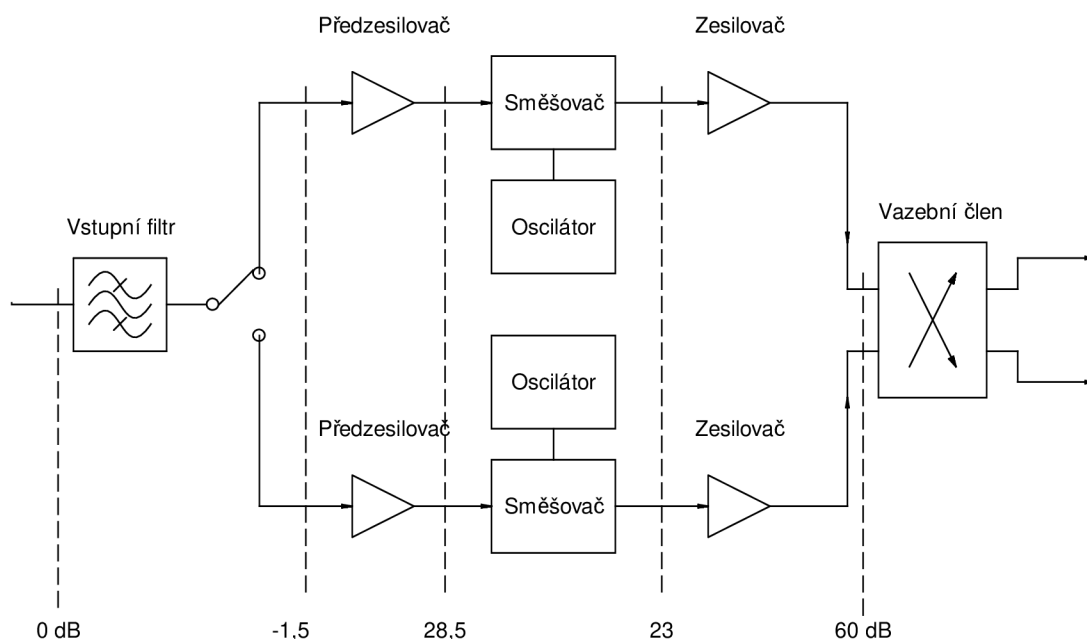 Předzesilovač
Zesilovač
Směšovač
Oscilátor
Vstupní filtr
Vazební člen
Oscilátor
Předzesilovač
Zesilovač
Směšovač
0 dB
-1,5
28,5
23
60 dB